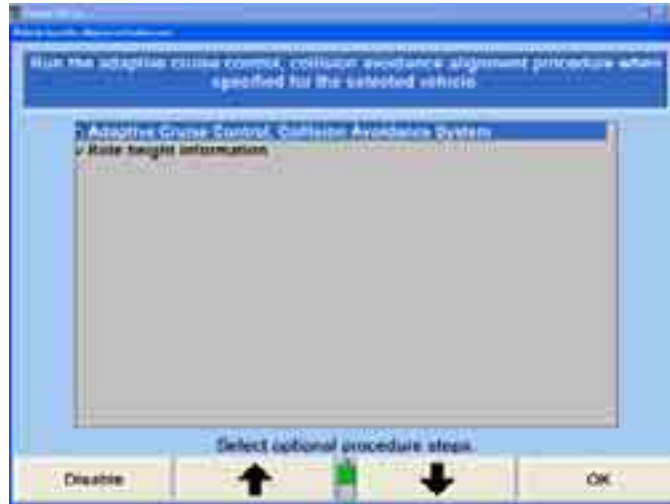 Run the adaptive cruise control, collision avoidance alignment procedure when
specified for the selected vehicle.
Adaptive Cruise Control, Collision Avoidance System
Ride height information
Select optional procedure steps.
Disable
OK